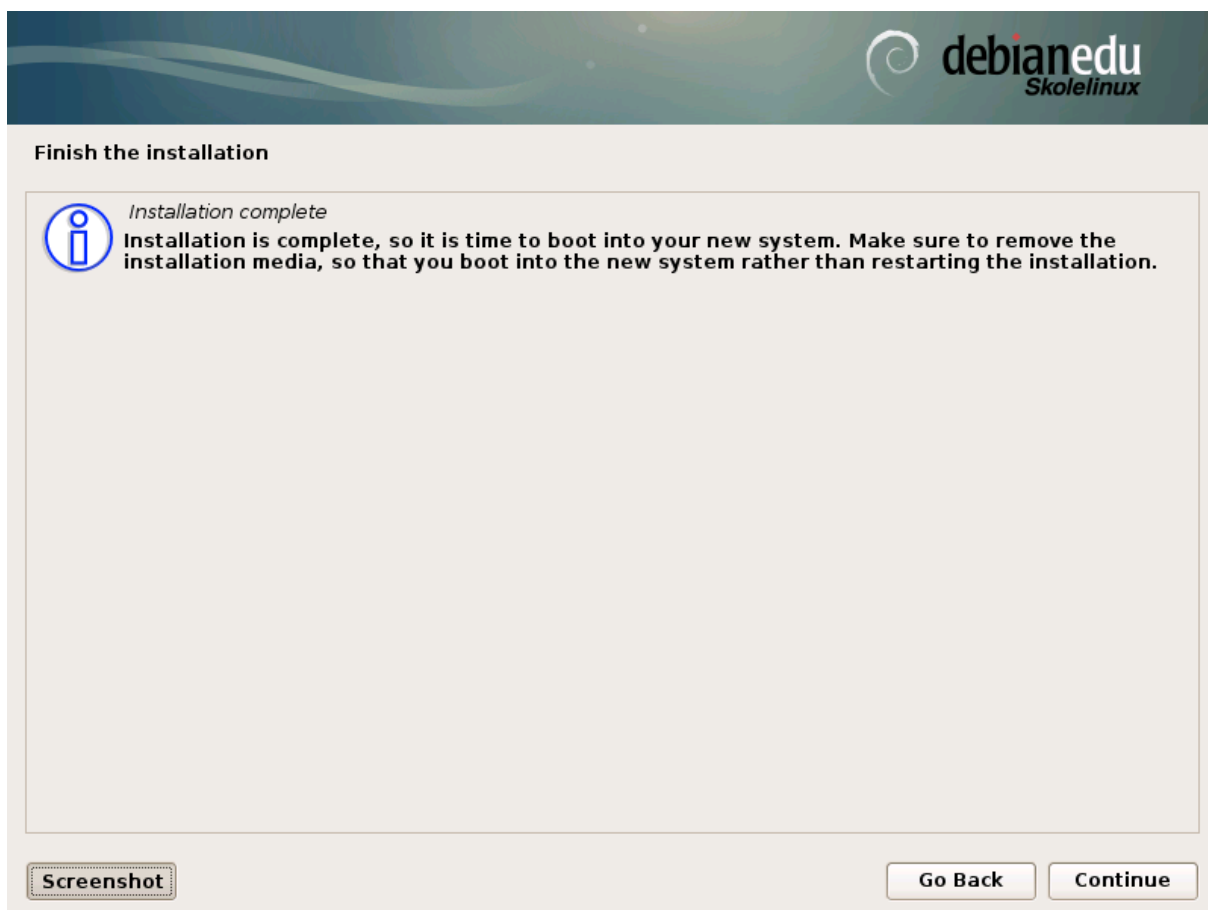 debianedu
Skolelinux
Finish the installation
Installation complete
Installation is complete, so it is time to boot into your new system. Make sure to remove the
installation media, so that you boot into the new system rather than restarting the installation.
Screenshot
Go Back
Continue